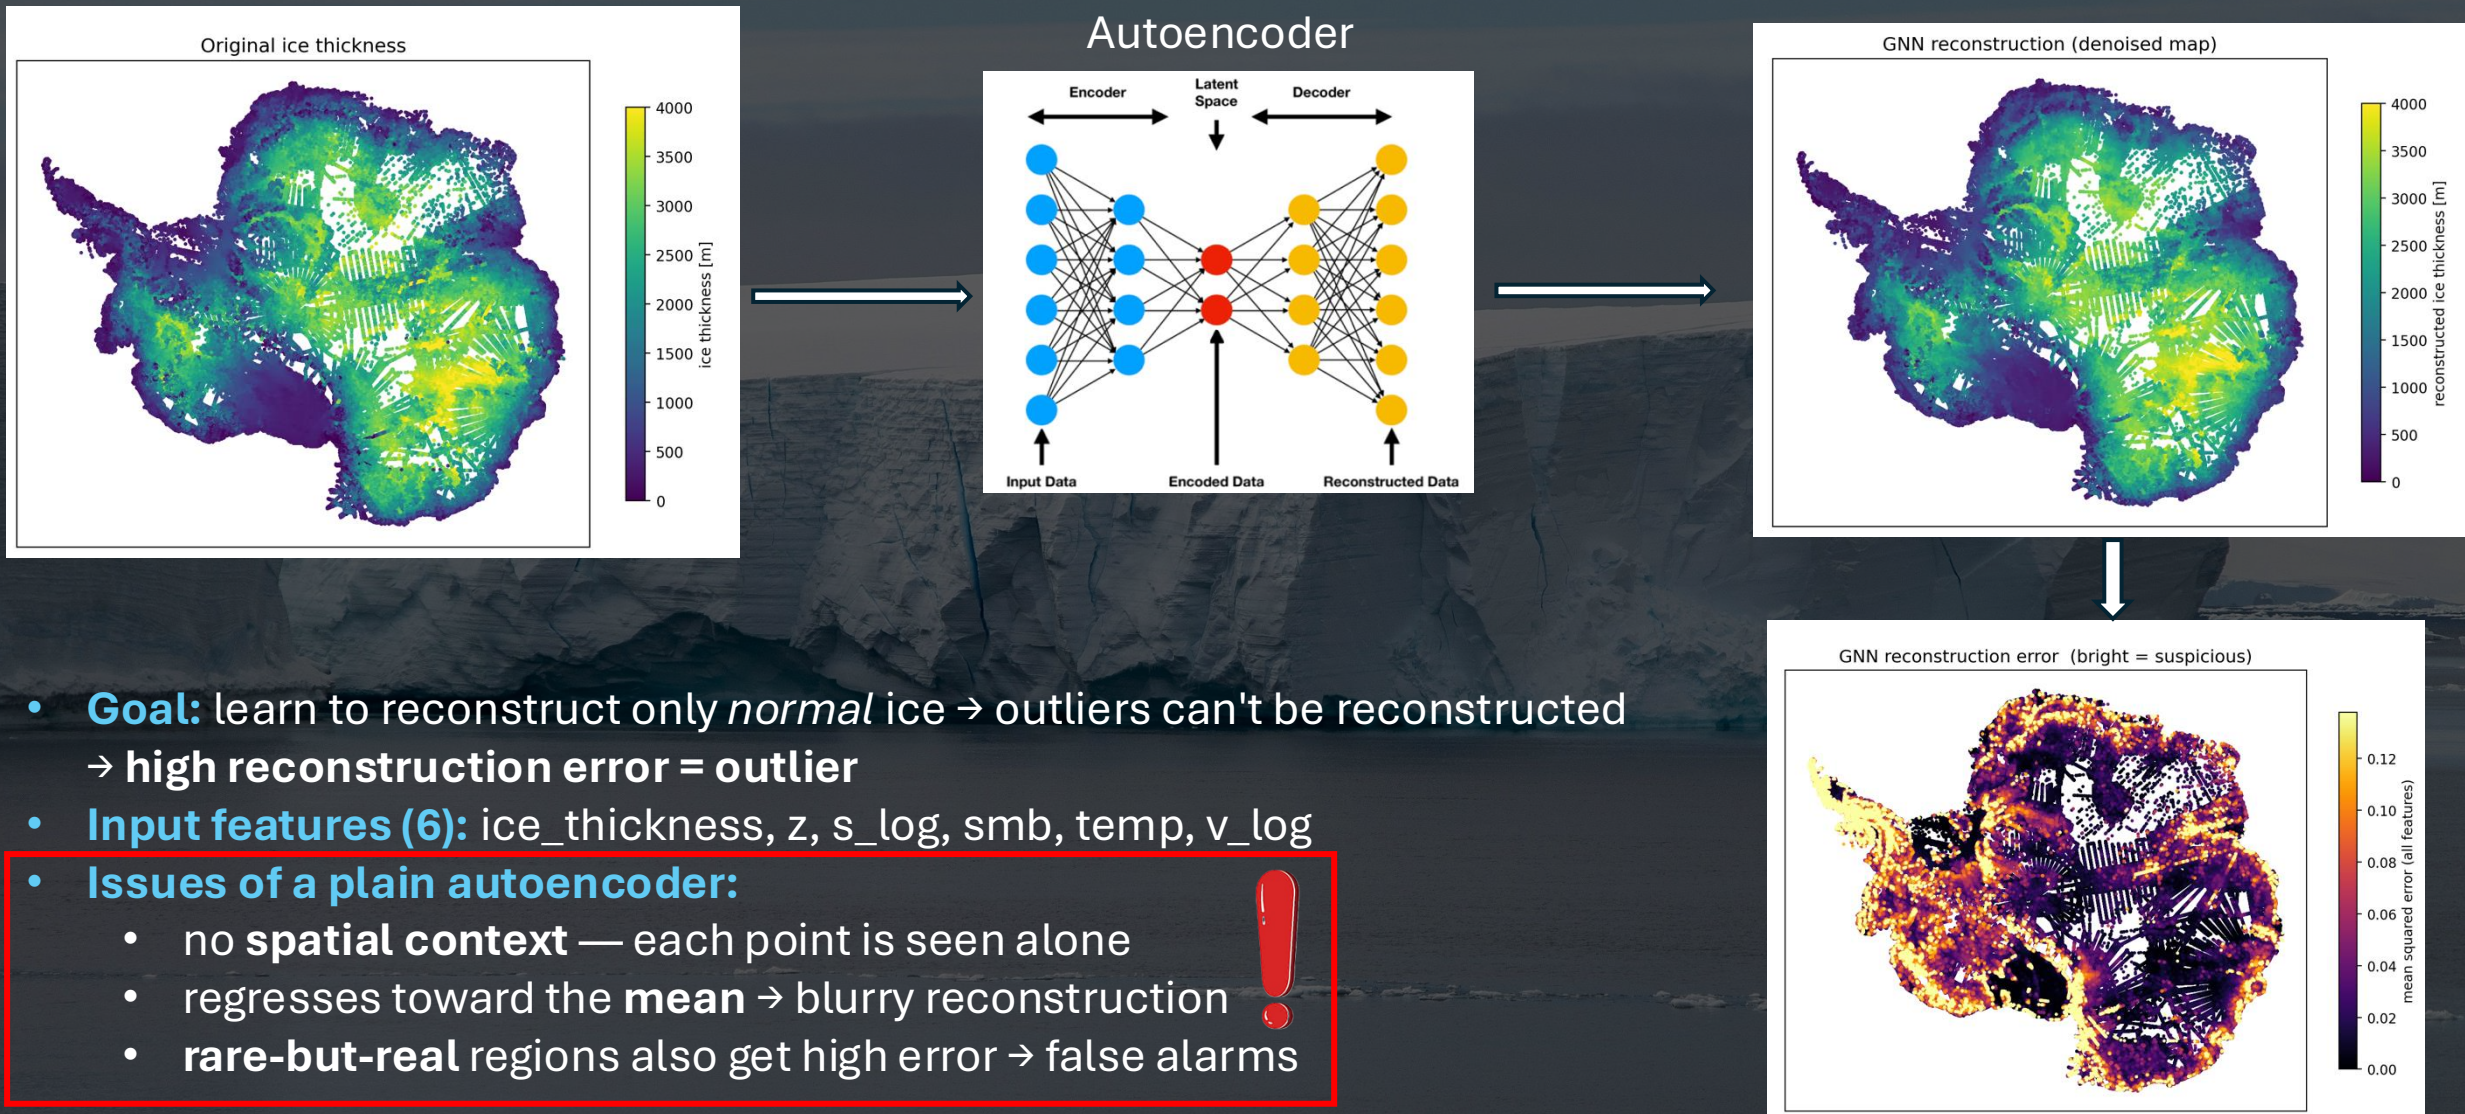 Original ice thickness
4000
3500
3000
2500
2000
1500
1000
500
0
ice thickness [m]
Autoencoder
Encoder
Latent
Space
Decoder
Input Data
Encoded Data
Reconstructed Data
GNN reconstruction (denoised map)
4000
3500
3000
2500
2000
1500
1000
500
0
reconstructed ice thickness [m]
GNN reconstruction error  (bright = suspicious)
0.12
0.10
0.08
0.06
0.04
0.02
0.00
mean squared error (all features)
• Goal: learn to reconstruct only normal ice → outliers can't be reconstructed
→ high reconstruction error = outlier
• Input features (6): ice_thickness, z, s_log, smb, temp, v_log
• Issues of a plain autoencoder:
• no spatial context — each point is seen alone
• regresses toward the mean → blurry reconstruction
• rare-but-real regions also get high error → false alarms